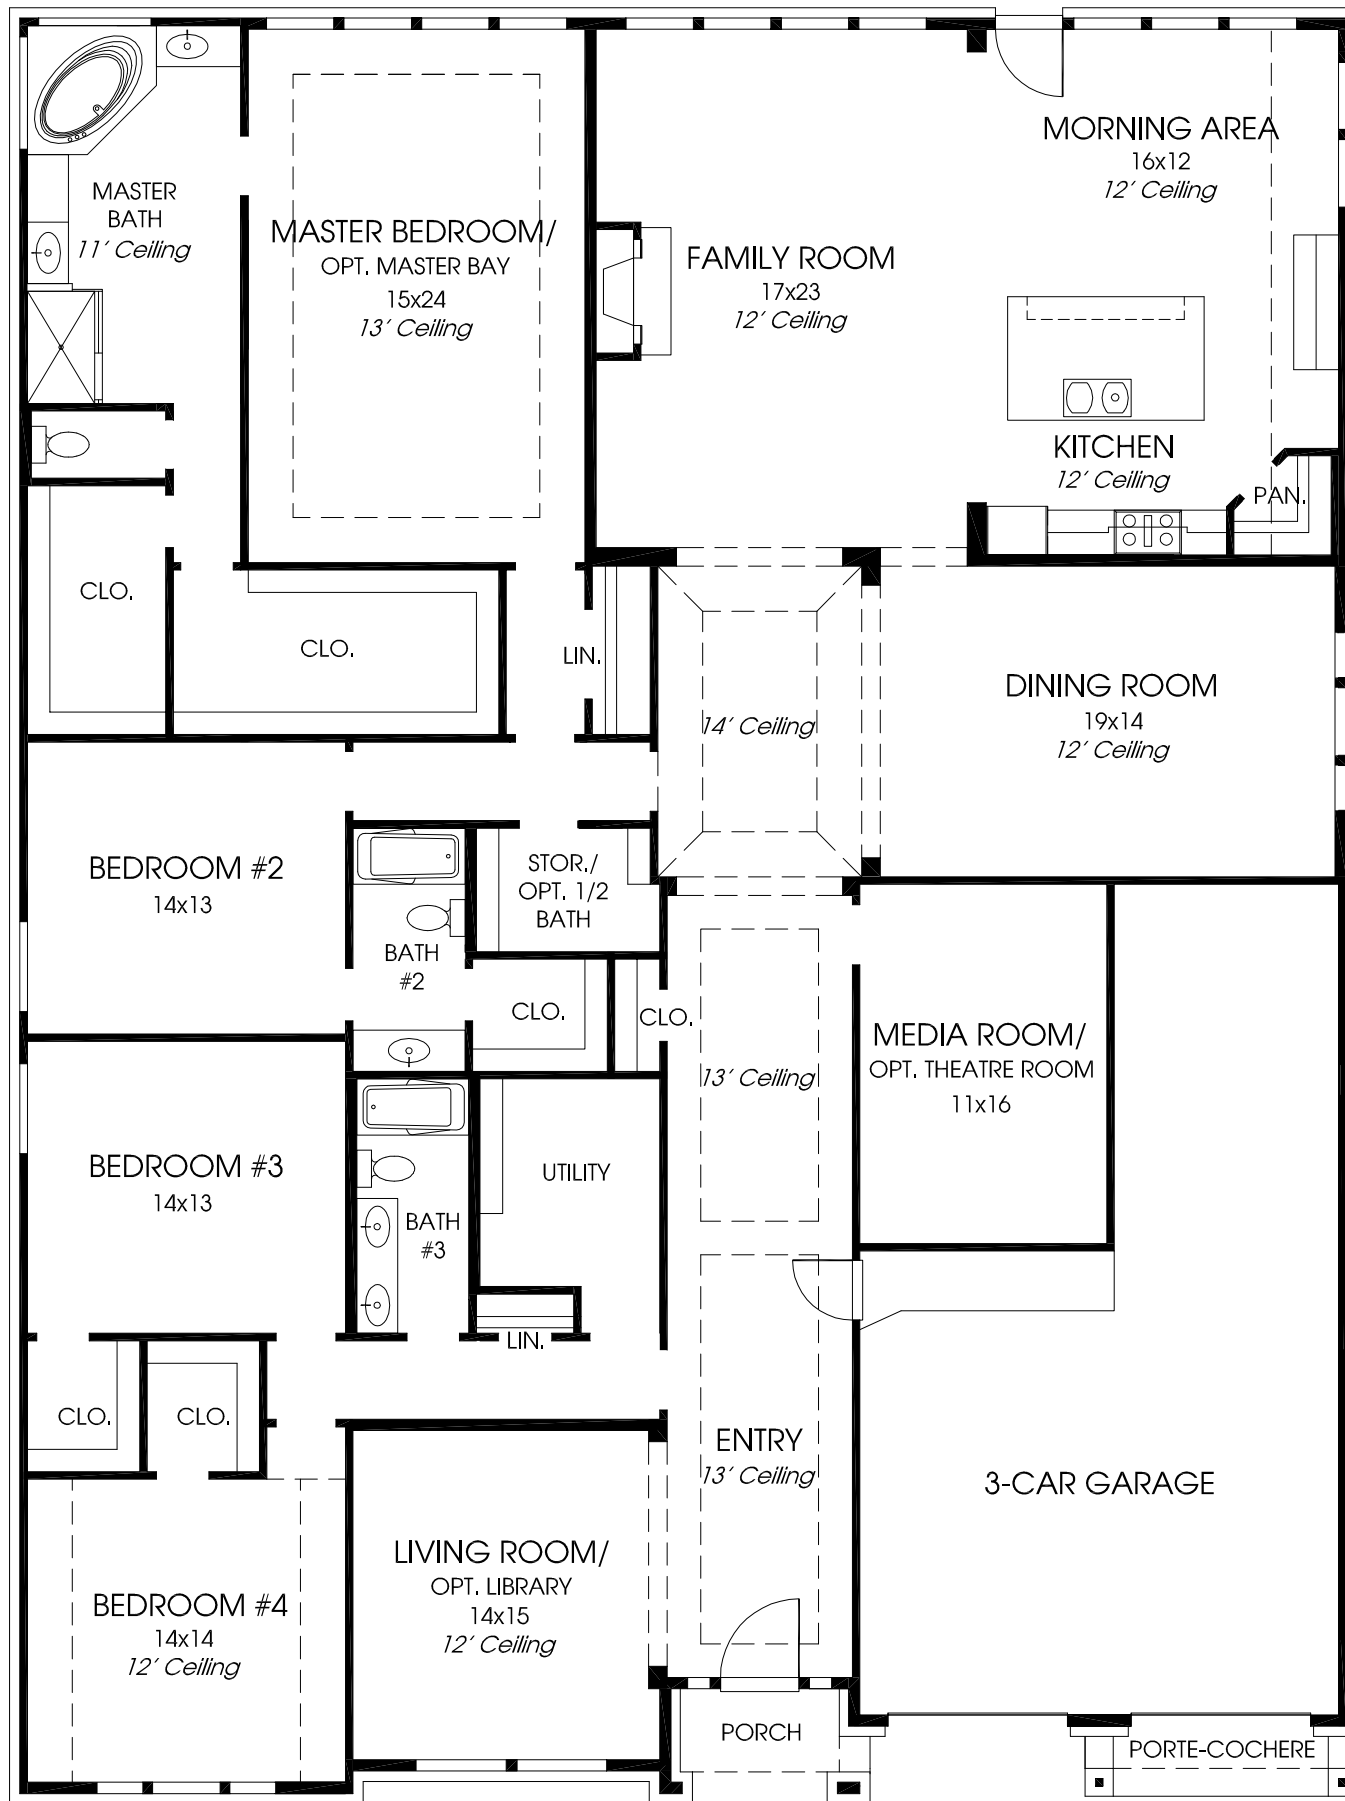 MORNING AREA
16x12
12' Ceiling
MASTER
BATH
11' Ceiling
MASTER BEDROOM/
OPT. MASTER BAY
15x24
13' Ceiling
FAMILY ROOM
17x23
12' Ceiling
KITCHEN
12' Ceiling
PAN.
CLO.
CLO.
LIN.
14' Ceiling
DINING ROOM
19x14
12' Ceiling
BEDROOM #2
14x13
STOR./
OPT. 1/2
BATH
BATH
#2
CLO.
CLO.
13' Ceiling
MEDIA ROOM/
OPT. THEATRE ROOM
11x16
BEDROOM #3
14x13
UTILITY
BATH
#3
LIN.
CLO.
CLO.
ENTRY
13' Ceiling
3-CAR GARAGE
LIVING ROOM/
OPT. LIBRARY
14x15
12' Ceiling
BEDROOM #4
14x14
12' Ceiling
PORCH
PORTE-COCHERE